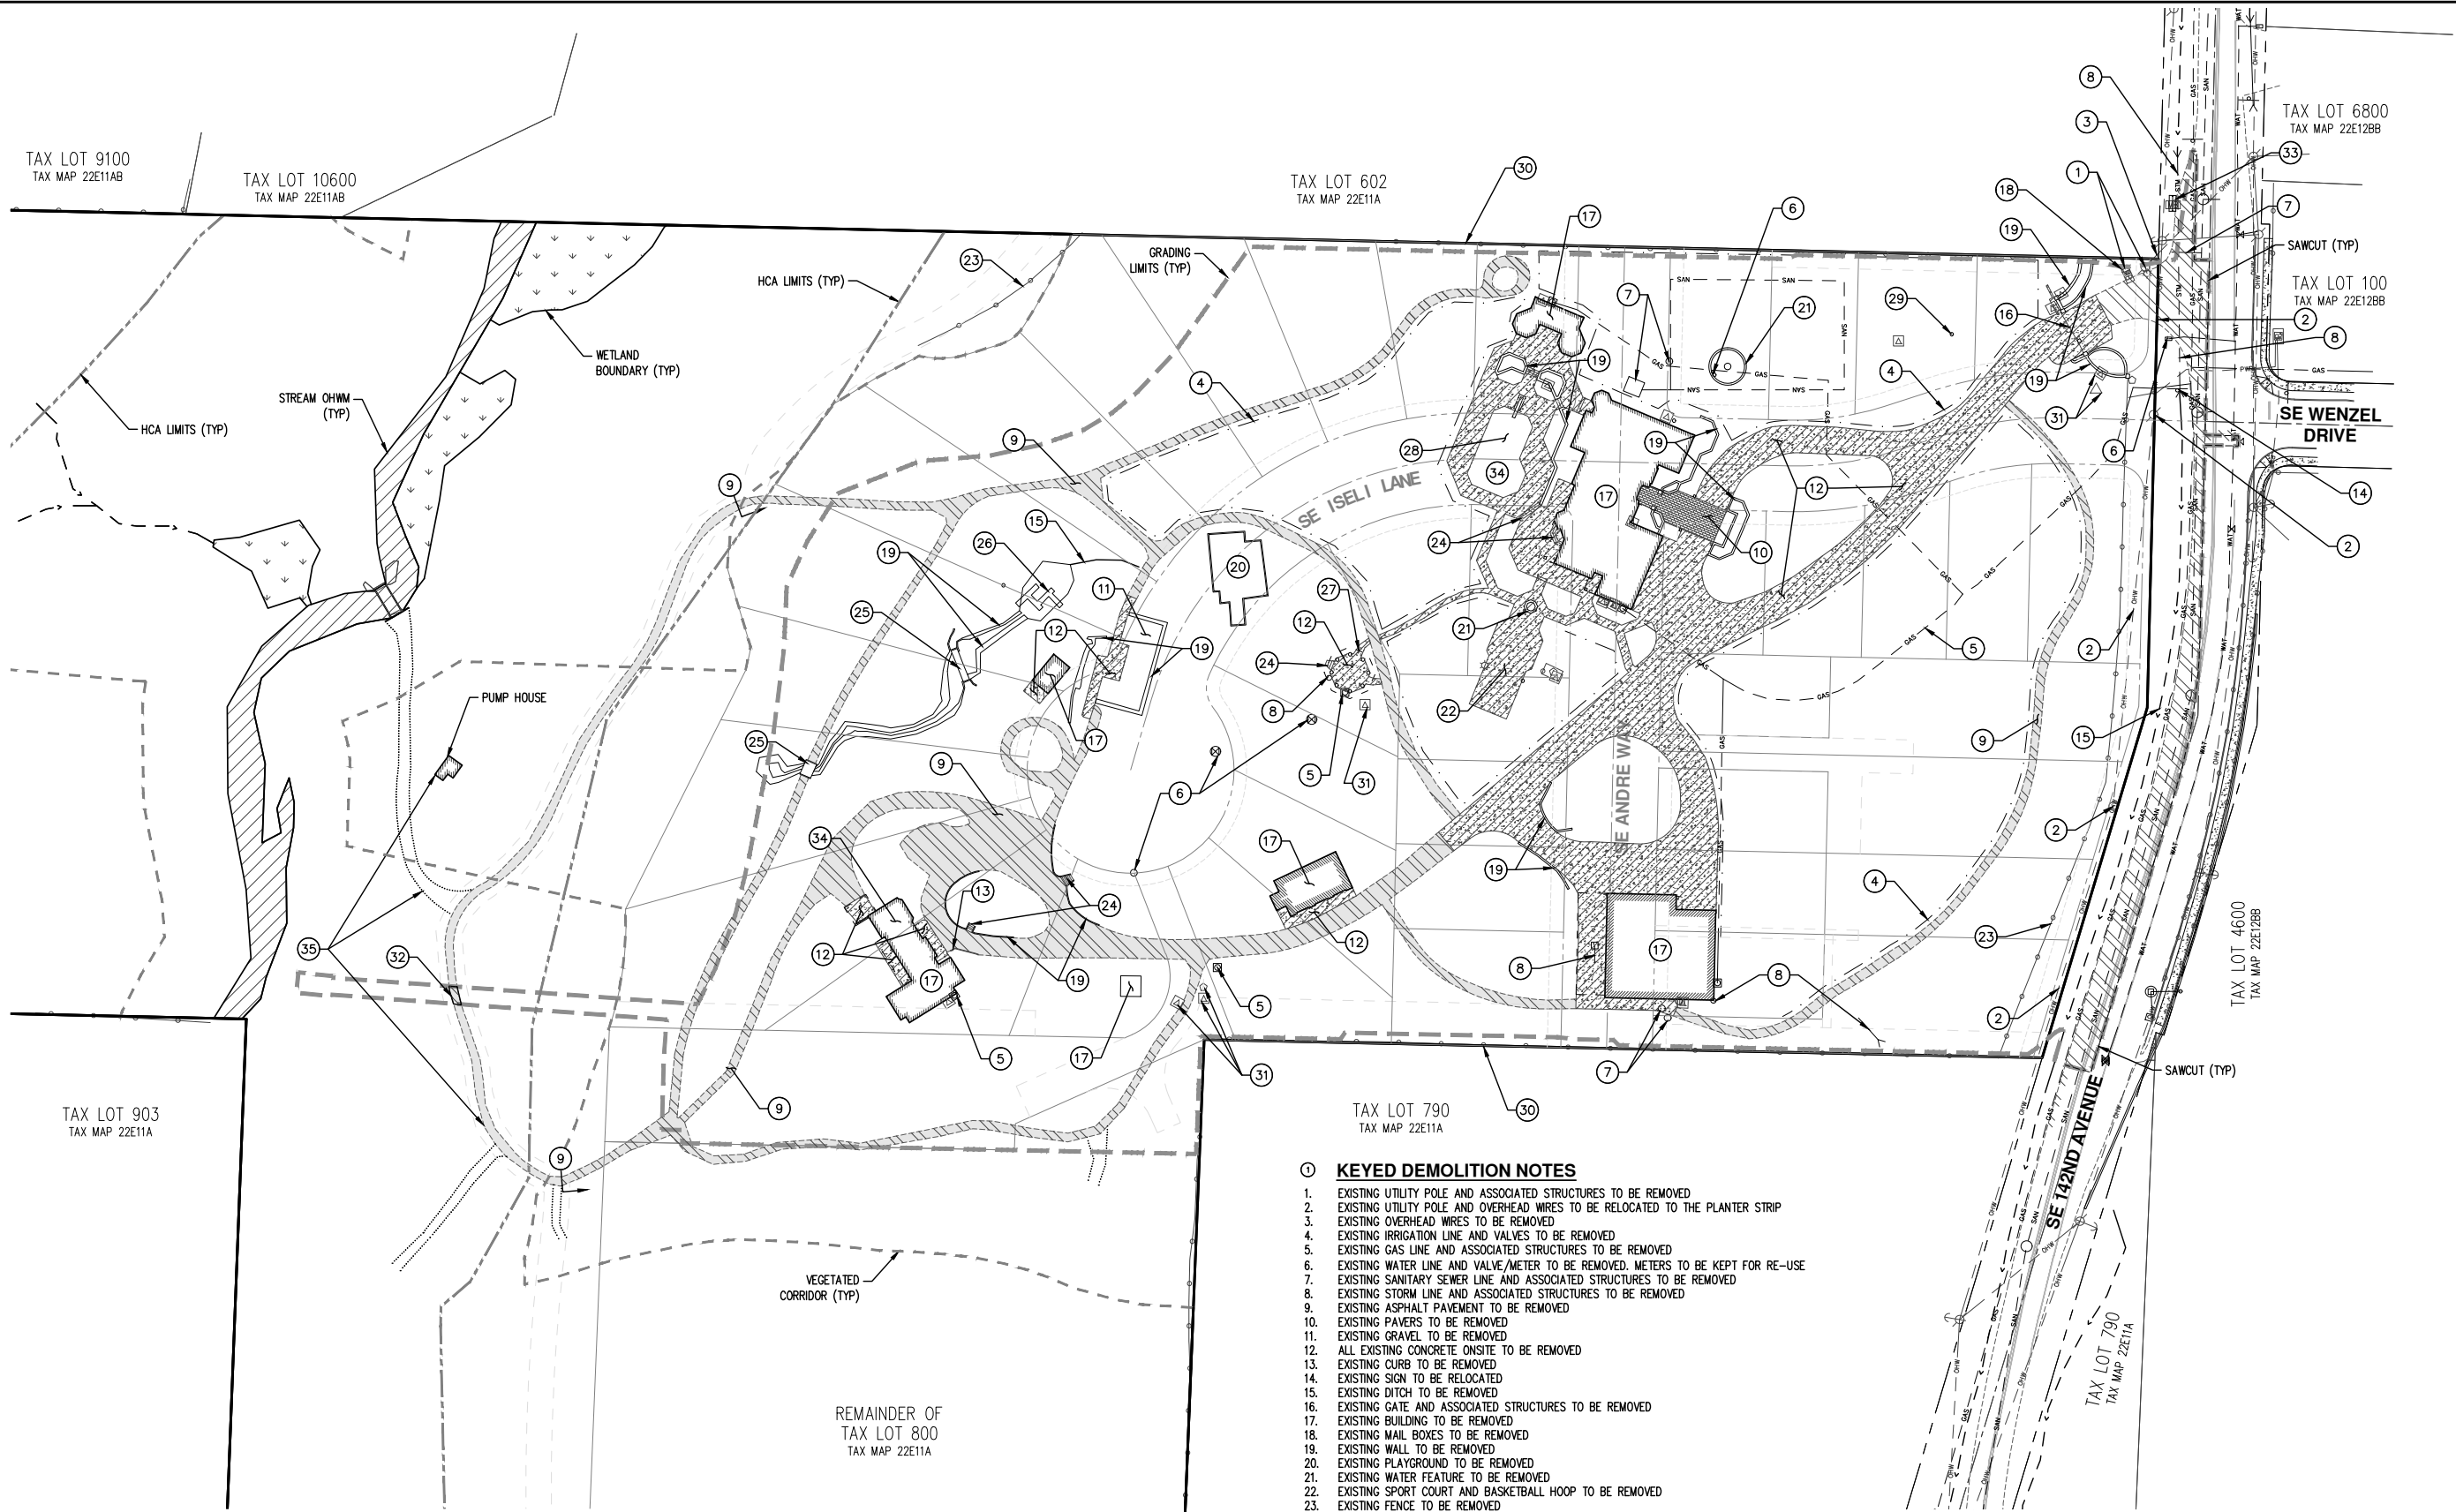 TAX LOT 9100
TAX MAP 22E11AB
TAX LOT 10600
TAX MAP 22E11AB
TAX LOT 602
TAX MAP 22E11A
TAX LOT 6800
TAX MAP 22E12BB
TAX LOT 100
TAX MAP 22E12BB
SAWCUT (TYP)
HCA LIMITS (TYP)
GRADING
LIMITS (TYP)
WETLAND
BOUNDARY (TYP)
STREAM OHWM
(TYP)
HCA LIMITS (TYP)
SE WENZEL
DRIVE
SE ISELI LANE
PUMP HOUSE
SE ANDRE WAY
TAX LOT 4600
TAX MAP 22E12BB
SAWCUT (TYP)
SE 142ND AVENUE
TAX LOT 903
TAX MAP 22E11A
TAX LOT 790
TAX MAP 22E11A
VEGETATED
CORRIDOR (TYP)
TAX LOT 790
TAX MAP 22E11A
REMAINDER OF
TAX LOT 800
TAX MAP 22E11A
1 KEYED DEMOLITION NOTES
1. EXISTING UTILITY POLE AND ASSOCIATED STRUCTURES TO BE REMOVED
2. EXISTING UTILITY POLE AND OVERHEAD WIRES TO BE RELOCATED TO THE PLANTER STRIP
3. EXISTING OVERHEAD WIRES TO BE REMOVED
4. EXISTING IRRIGATION LINE AND VALVES TO BE REMOVED
5. EXISTING GAS LINE AND ASSOCIATED STRUCTURES TO BE REMOVED
6. EXISTING WATER LINE AND VALVE/METER TO BE REMOVED. METERS TO BE KEPT FOR RE-USE
7. EXISTING SANITARY SEWER LINE AND ASSOCIATED STRUCTURES TO BE REMOVED
8. EXISTING STORM LINE AND ASSOCIATED STRUCTURES TO BE REMOVED
9. EXISTING ASPHALT PAVEMENT TO BE REMOVED
10. EXISTING PAVERS TO BE REMOVED
11. EXISTING GRAVEL TO BE REMOVED
12. ALL EXISTING CONCRETE ONSITE TO BE REMOVED
13. EXISTING CURB TO BE REMOVED
14. EXISTING SIGN TO BE RELOCATED
15. EXISTING DITCH TO BE REMOVED
16. EXISTING GATE AND ASSOCIATED STRUCTURES TO BE REMOVED
17. EXISTING BUILDING TO BE REMOVED
18. EXISTING MAIL BOXES TO BE REMOVED
19. EXISTING WALL TO BE REMOVED
20. EXISTING PLAYGROUND TO BE REMOVED
21. EXISTING WATER FEATURE TO BE REMOVED
22. EXISTING SPORT COURT AND BASKETBALL HOOP TO BE REMOVED
23. EXISTING FENCE TO BE REMOVED